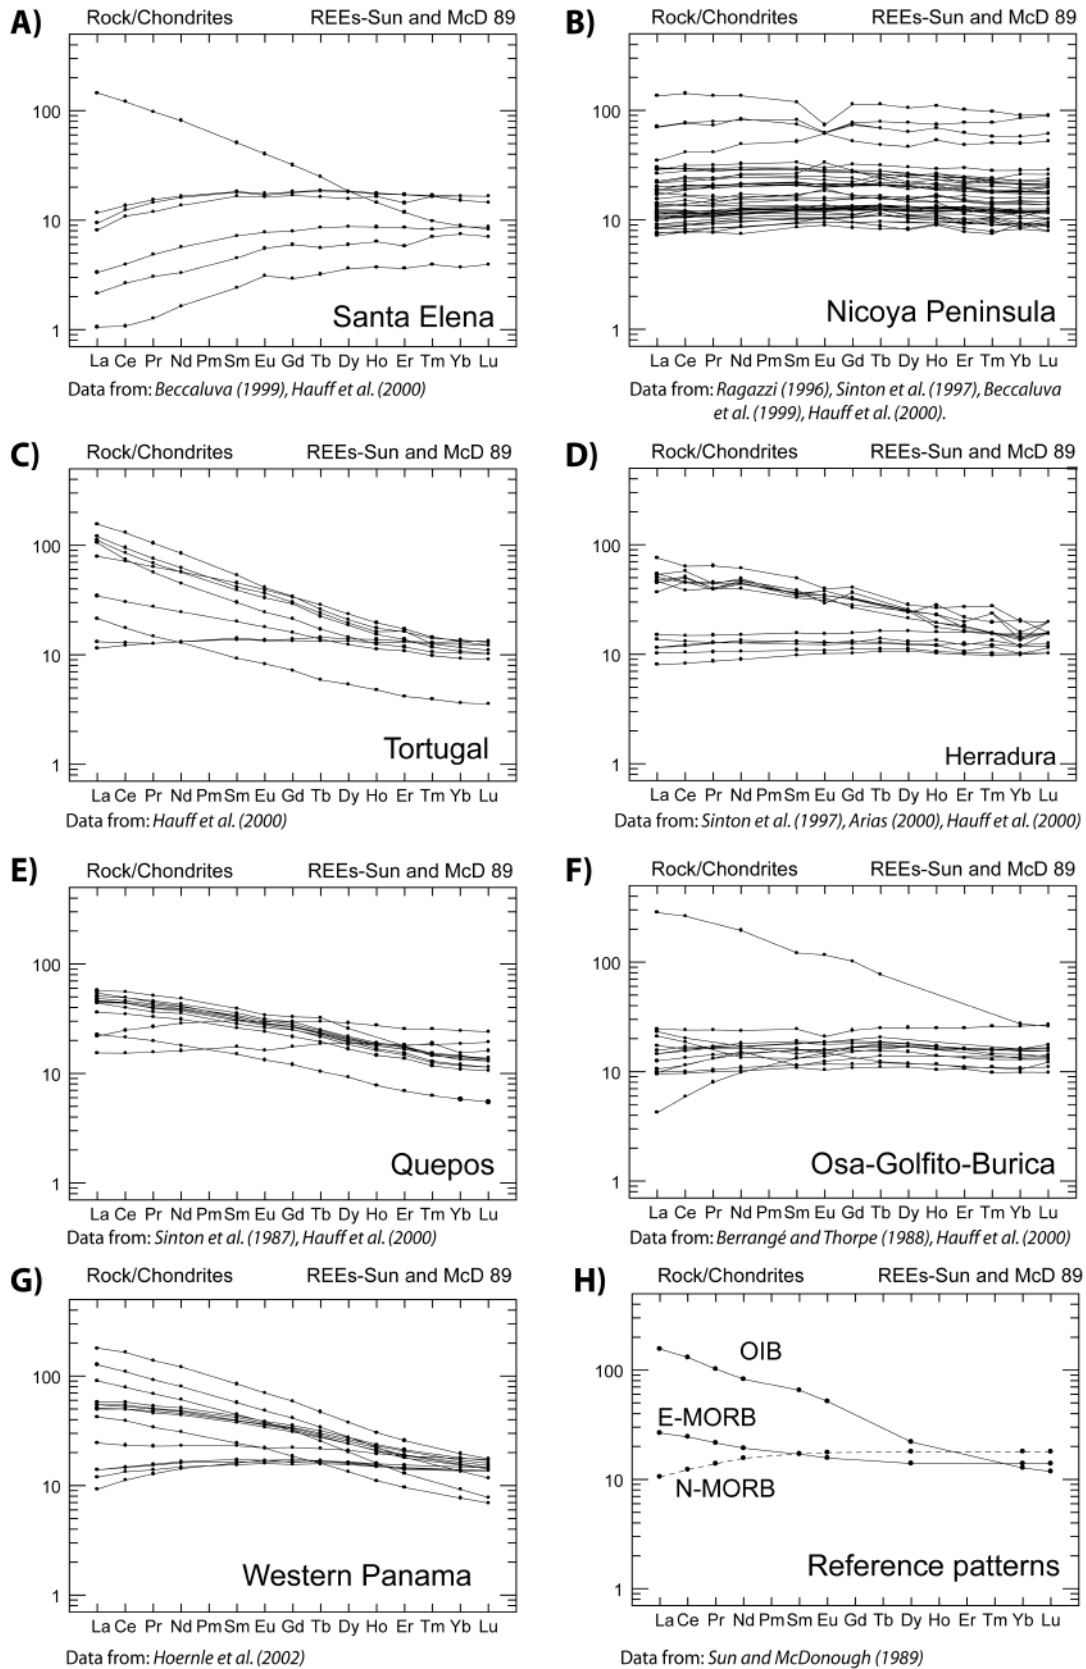 A)
Rock/Chondrites REEs-Sun and McD 89
100
10
1
Santa Elena
La Ce Pr Nd Pm Sm Eu Gd Tb Dy Ho Er Tm Yb Lu
Data from: Beccaluva (1999), Hauff et al. (2000)
B)
Rock/Chondrites REEs-Sun and McD 89
100
10
1
Nicoya Peninsula
La Ce Pr Nd Pm Sm Eu Gd Tb Dy Ho Er Tm Yb Lu
Data from: Ragazzi (1996), Sinton et al. (1997), Beccaluva
et al. (1999), Hauff et al. (2000).
C)
Rock/Chondrites REEs-Sun and McD 89
100
10
1
Tortugal
La Ce Pr Nd Pm Sm Eu Gd Tb Dy Ho Er Tm Yb Lu
Data from: Hauff et al. (2000)
D)
Rock/Chondrites REEs-Sun and McD 89
100
10
1
Herradura
La Ce Pr Nd Pm Sm Eu Gd Tb Dy Ho Er Tm Yb Lu
Data from: Sinton et al. (1997), Arias (2000), Hauff et al. (2000)
E)
Rock/Chondrites REEs-Sun and McD 89
100
10
1
Quepos
La Ce Pr Nd Pm Sm Eu Gd Tb Dy Ho Er Tm Yb Lu
Data from: Sinton et al. (1987), Hauff et al. (2000)
F)
Rock/Chondrites REEs-Sun and McD 89
100
10
1
Osa-Golfito-Burica
La Ce Pr Nd Pm Sm Eu Gd Tb Dy Ho Er Tm Yb Lu
Data from: Berrangé and Thorpe (1988), Hauff et al. (2000)
G)
Rock/Chondrites REEs-Sun and McD 89
100
10
1
Western Panama
La Ce Pr Nd Pm Sm Eu Gd Tb Dy Ho Er Tm Yb Lu
Data from: Hoernle et al. (2002)
H)
Rock/Chondrites REEs-Sun and McD 89
100
10
1
OIB
E-MORB
N-MORB
Reference patterns
La Ce Pr Nd Pm Sm Eu Gd Tb Dy Ho Er Tm Yb Lu
Data from: Sun and McDonough (1989)